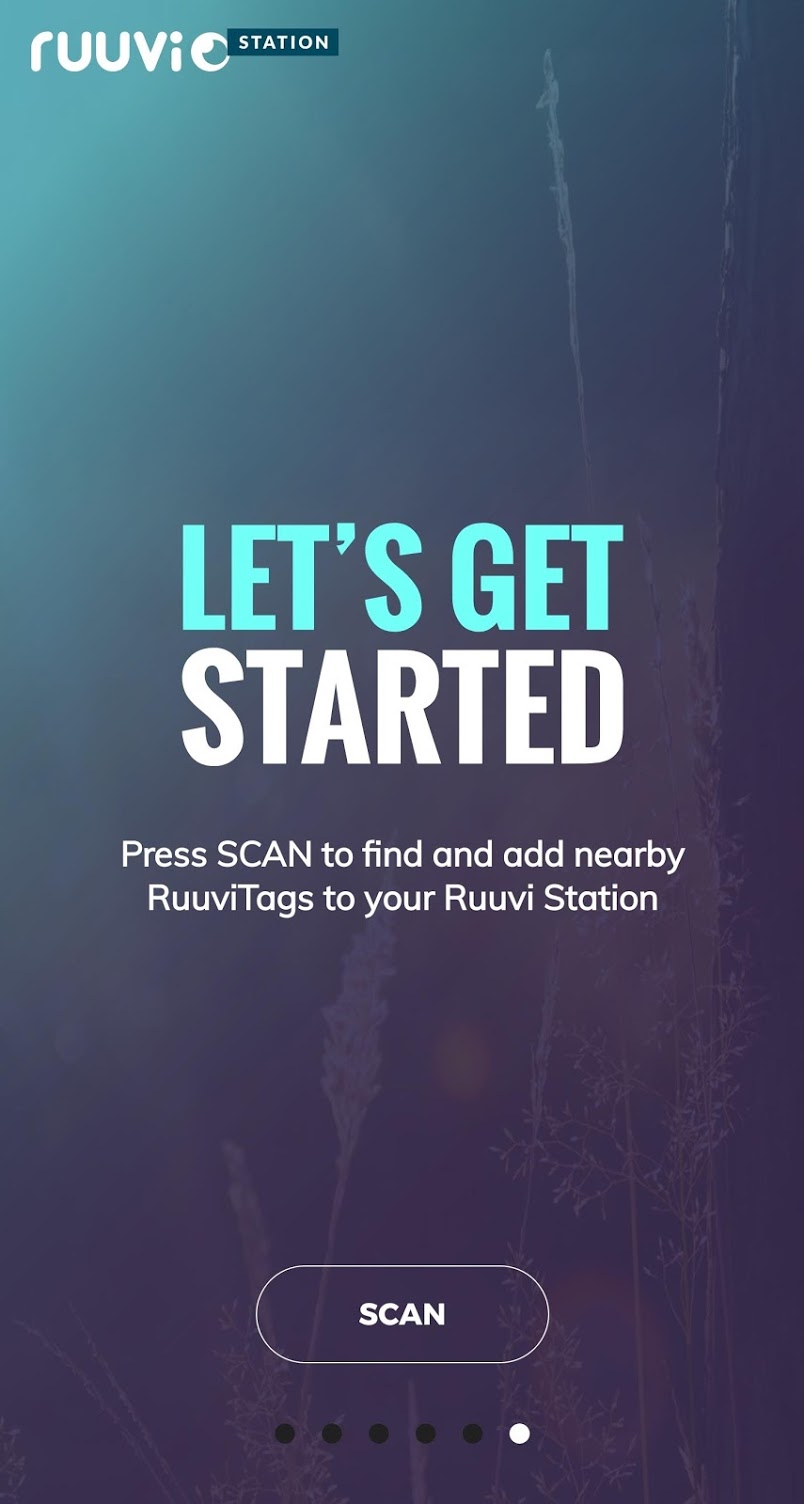 ruuvi STATION
LET’S GET
STARTED
Press SCAN to find and add nearby
RuuviTags to your Ruuvi Station
SCAN